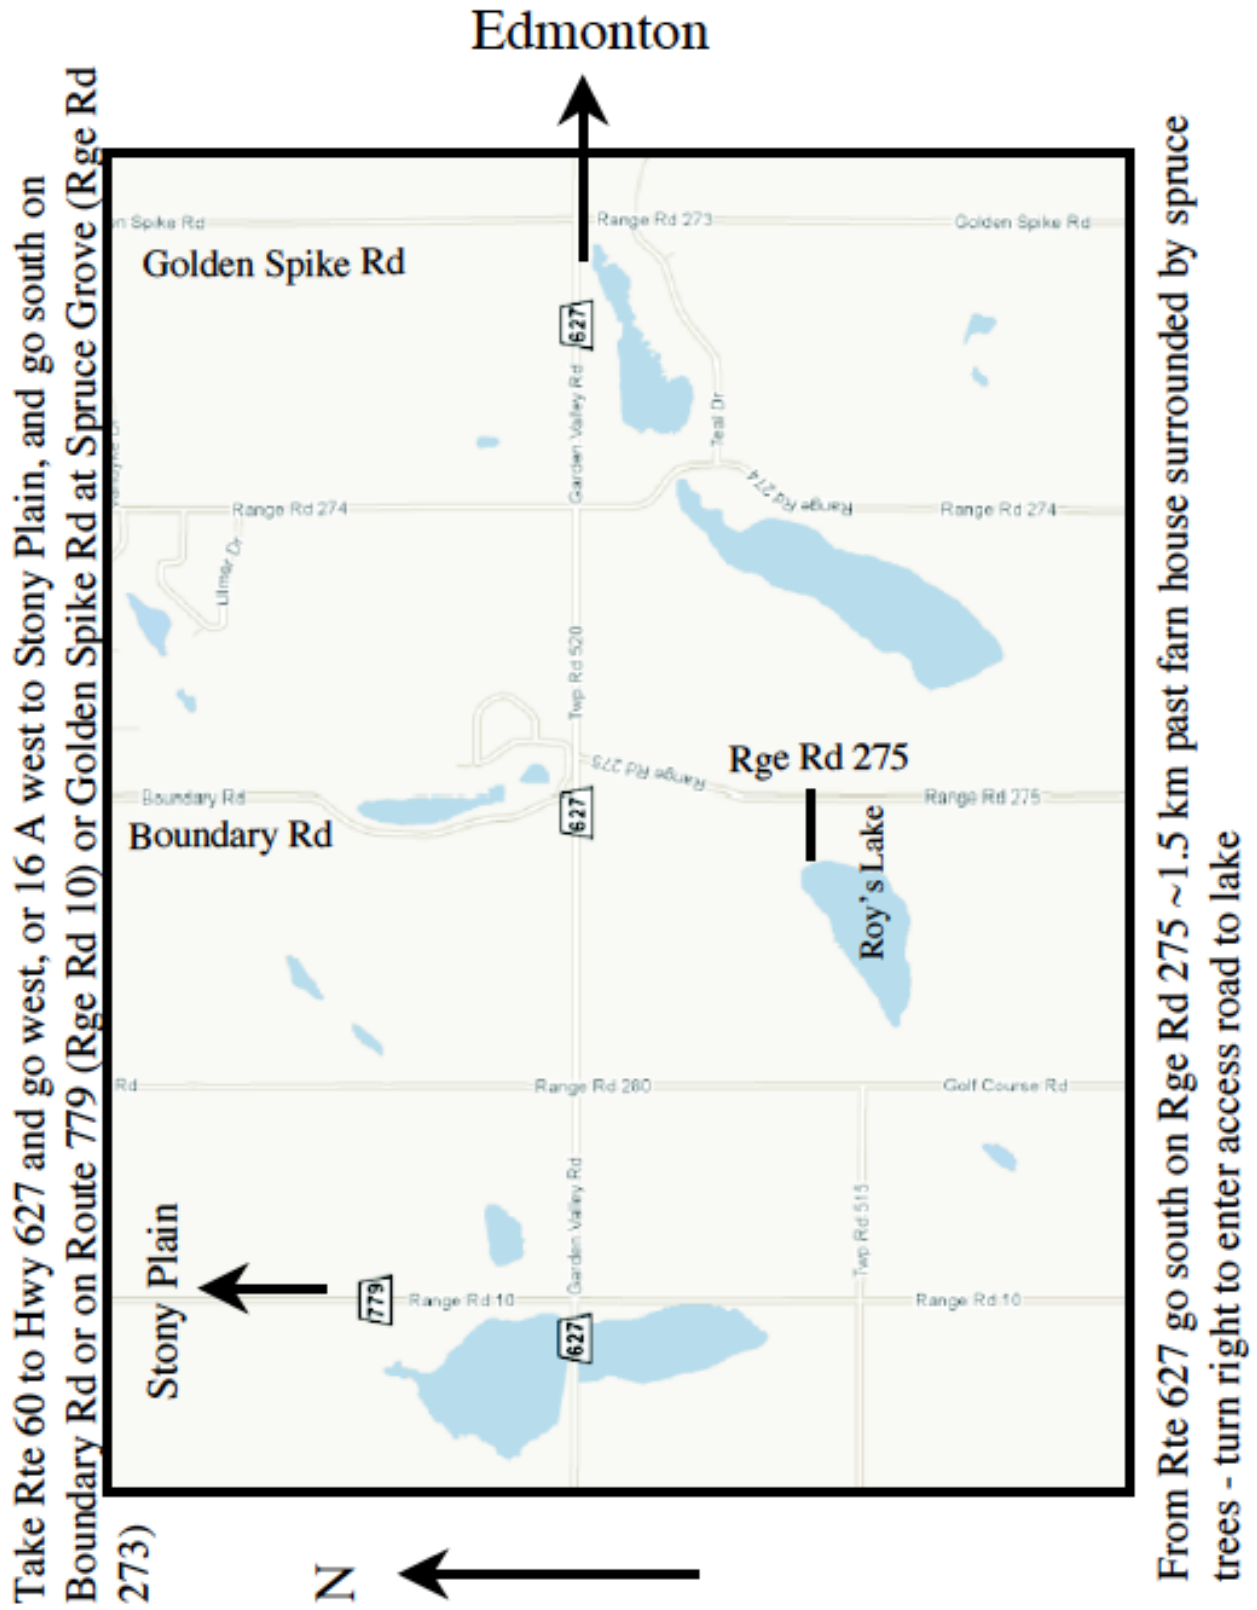 Take Rte 60 to Hwy 627 and go west, or 16 A west to Stony Plain, and go south on
Boundary Rd or on Route 779 (Rge Rd 10) or Golden Spike Rd at Spruce Grove (Rge Rd
273)
N
Edmonton
Stony Plain
779
Range Rd 10
Range Rd 10
627
Garden Valley Rd
Twp Rd 515
Rd
Range Rd 280
Golf Course Rd
Boundary Rd
Boundary Rd
627
Range Rd 275
Rge Rd 275
Range Rd 275
Roy's Lake
Twp Rd 520
Ulmer Dr
Range Rd 274
Range Rd 274
Range Rd 274
Teal Dr
Garden Valley Rd
627
Golden Spike Rd
n Spike Rd
Range Rd 273
Golden Spike Rd
From Rte 627 go south on Rge Rd 275 ~1.5 km past farn house surrounded by spruce
trees - turn right to enter access road to lake